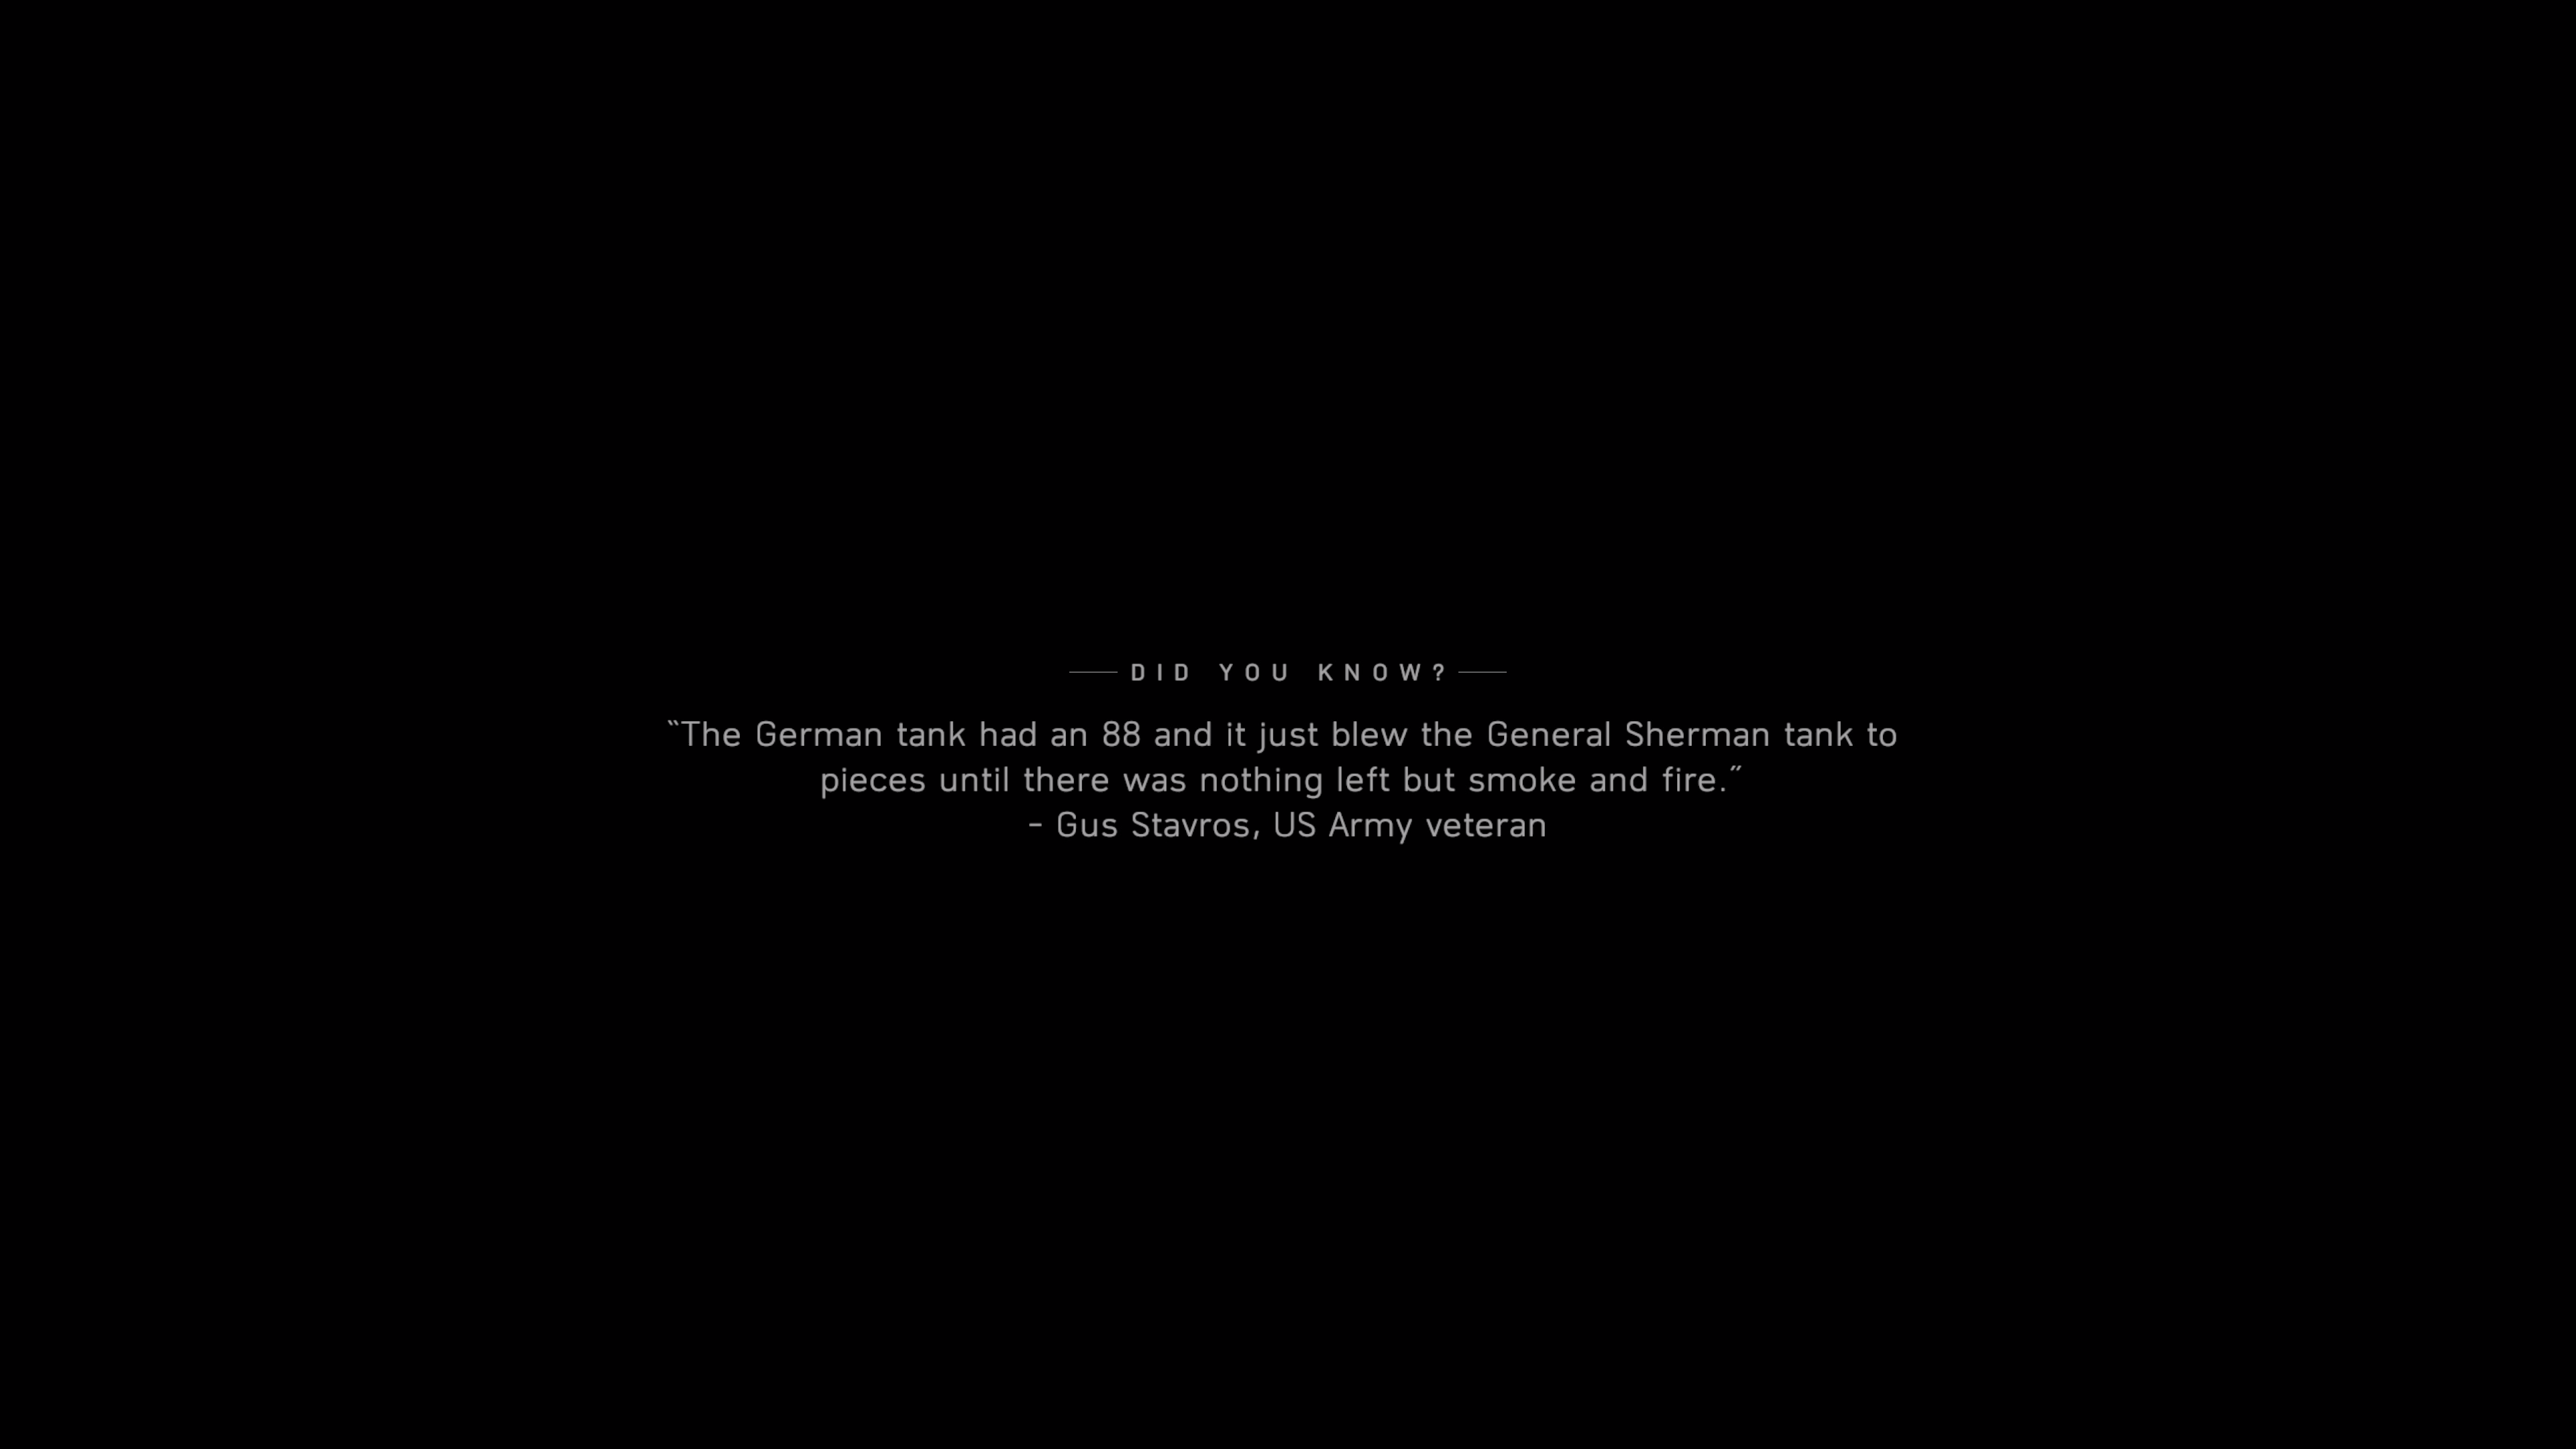 DID YOU KNOW?
“The German tank had an 88 and it just blew the General Sherman tank to
pieces until there was nothing left but smoke and fire.”
- Gus Stavros, US Army veteran